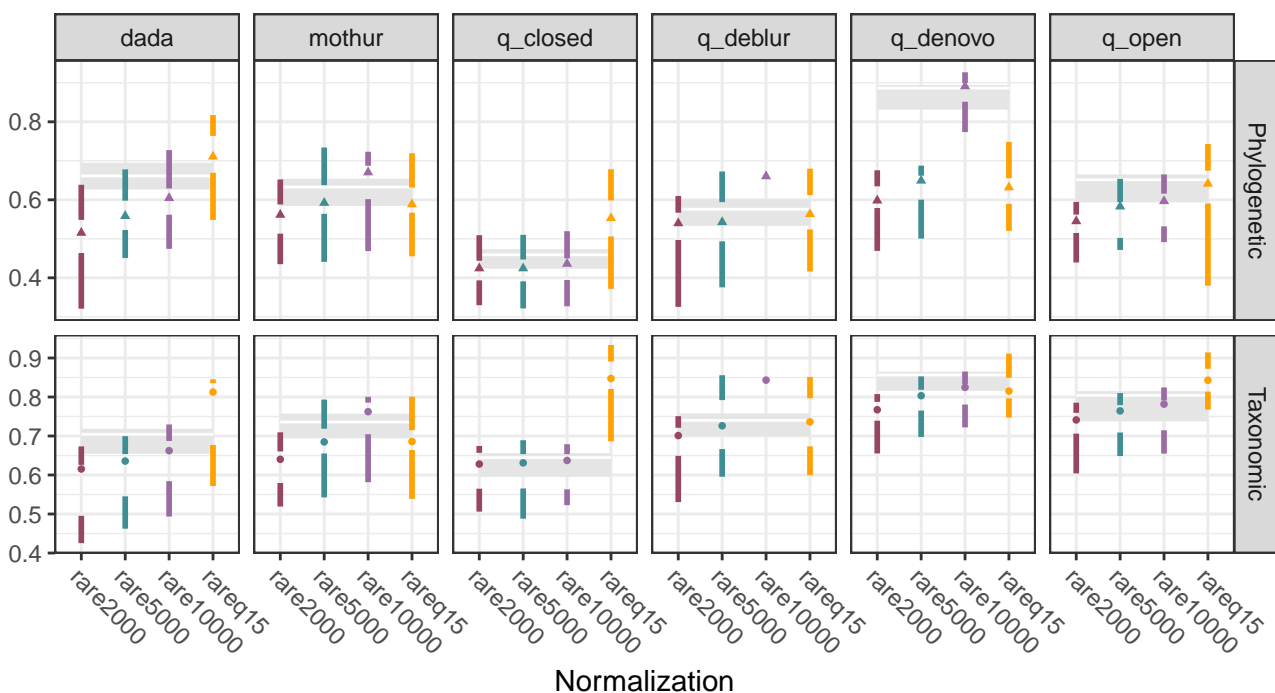 dada mothur q_closed q_deblur q_denovo q_open
0.8
0.6
0.4
Phylogenetic
0.9
0.8
0.7
0.6
0.5
0.4
Taxonomic
rare2000 rare5000 rare10000 rareq15 rare2000 rare5000 rare10000 rareq15 rare2000 rare5000 rare10000 rareq15 rare2000 rare5000 rare10000 rareq15 rare2000 rare5000 rare10000 rareq15 rare2000 rare5000 rare10000 rareq15
Normalization